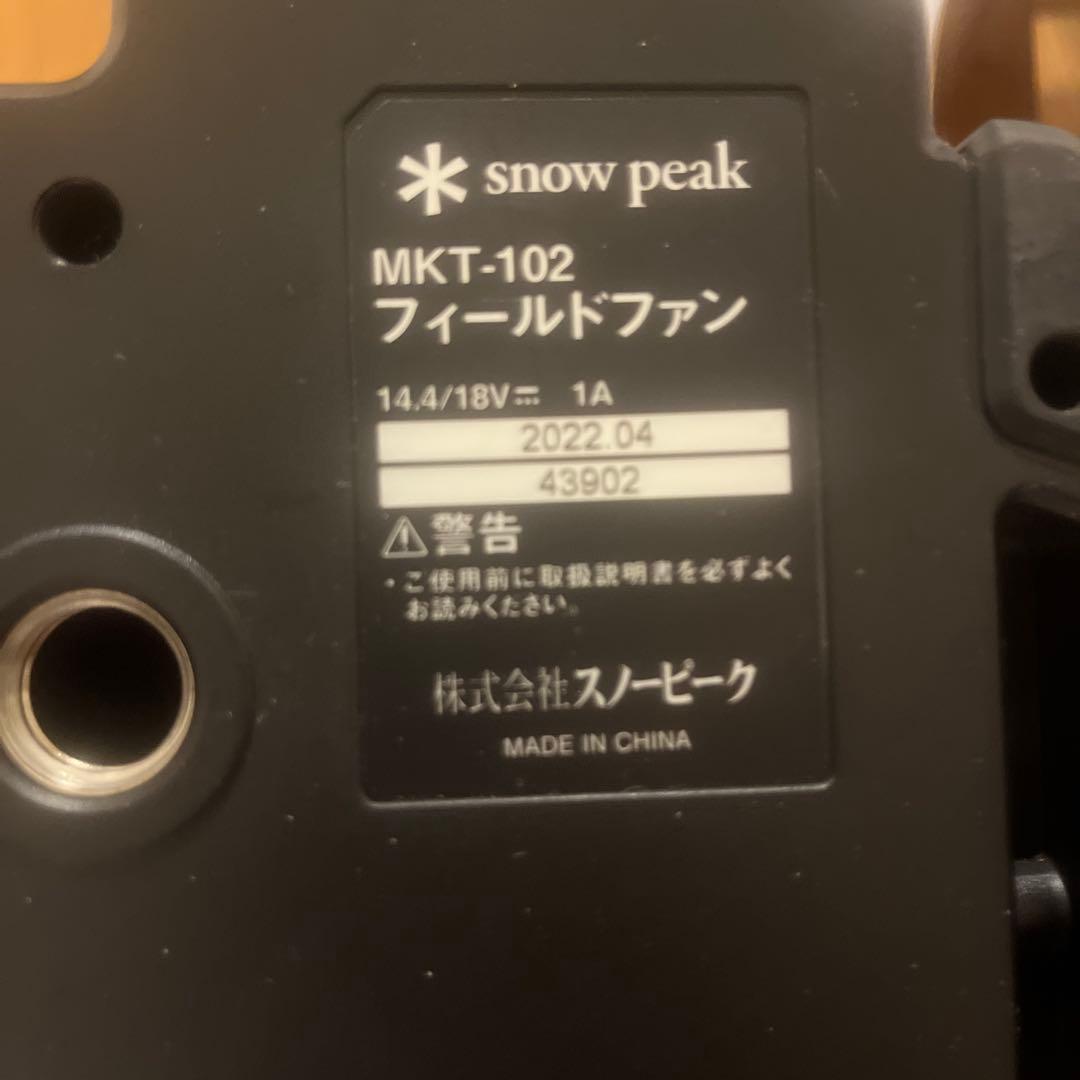 snow peak
MKT-102
フィールドファン
14.4/18V⎓ 1A
2022.04
43902
⚠警告
・ご使用前に取扱説明書を必ずよく
お読みください。
株式会社スノーピーク
MADE IN CHINA